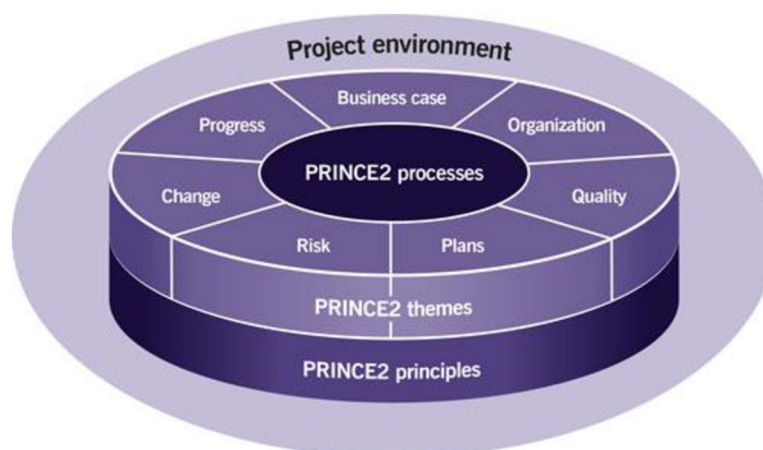 Project environment
Business case
Progress
Organization
PRINCE2 processes
Change
Quality
Risk
Plans
PRINCE2 themes
PRINCE2 principles